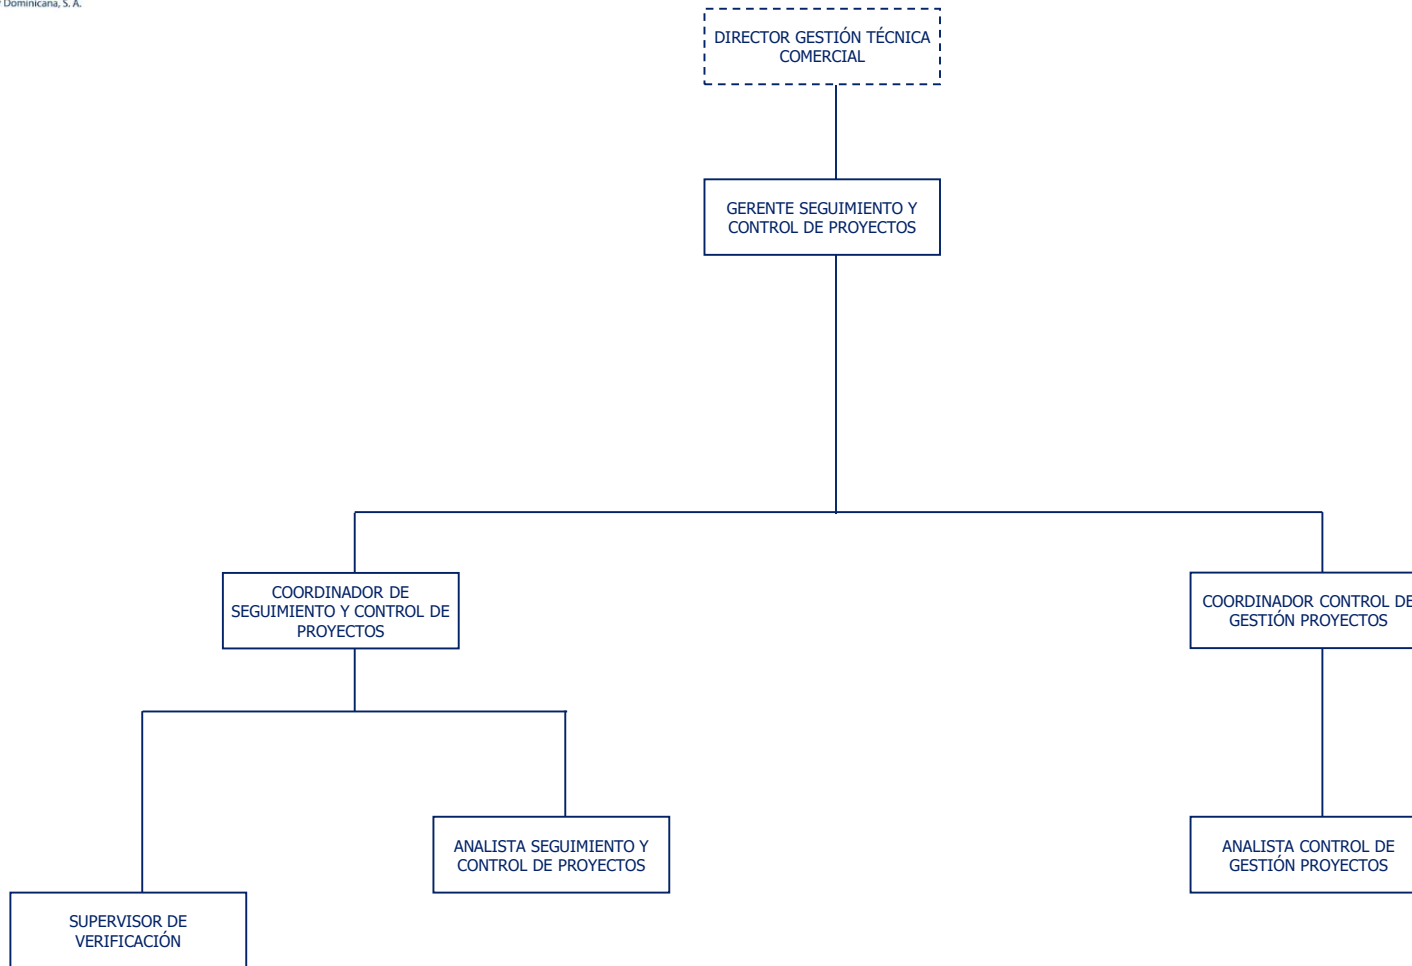 Dominicana, S. A.
DIRECTOR GESTIÓN TÉCNICA
COMERCIAL
GERENTE SEGUIMIENTO Y
CONTROL DE PROYECTOS
COORDINADOR DE
SEGUIMIENTO Y CONTROL DE
PROYECTOS
COORDINADOR CONTROL DE
GESTIÓN PROYECTOS
ANALISTA SEGUIMIENTO Y
CONTROL DE PROYECTOS
ANALISTA CONTROL DE
GESTIÓN PROYECTOS
SUPERVISOR DE
VERIFICACIÓN